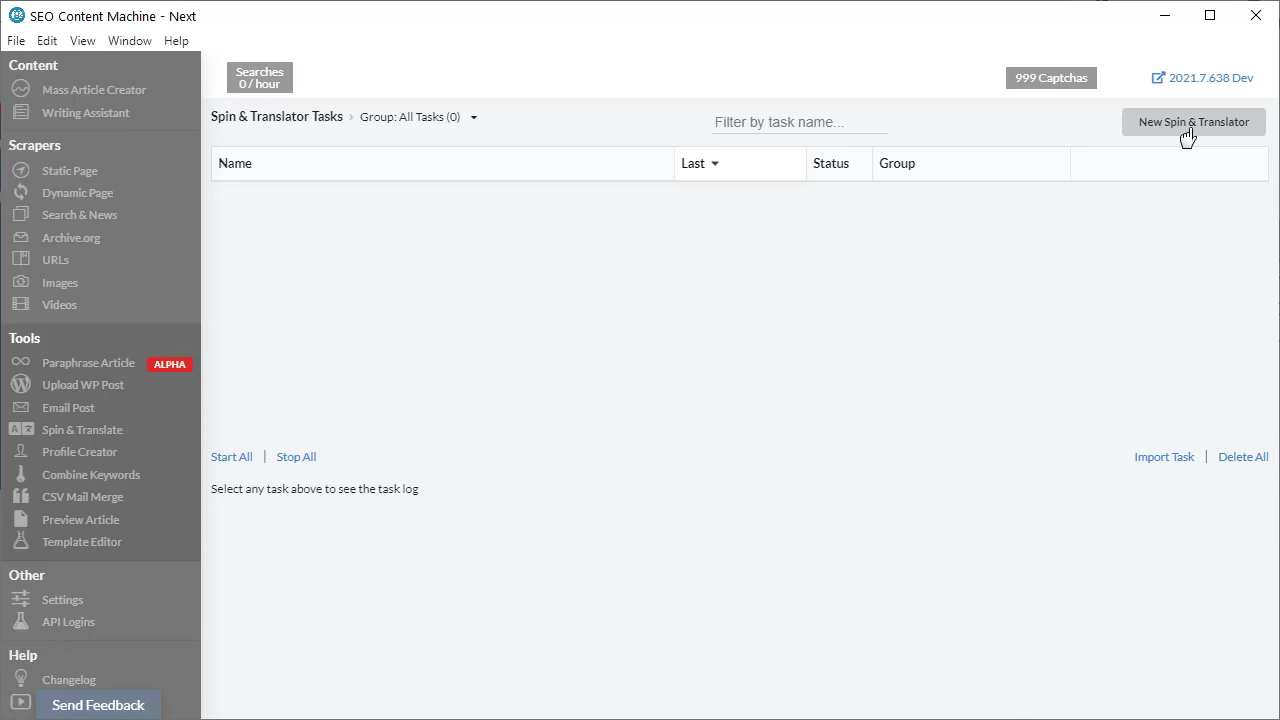 SEO Content Machine - Next
File Edit View Window Help
Content
Mass Article Creator
Writing Assistant
Scrapers
Static Page
Dynamic Page
Search & News
Archive.org
URLs
Images
Videos
Tools
Paraphrase Article ALPHA
Upload WP Post
Email Post
Spin & Translate
Profile Creator
Combine Keywords
CSV Mail Merge
Preview Article
Template Editor
Other
Settings
API Logins
Help
Changelog
Send Feedback
Searches
0 / hour
999 Captchas
2021.7.638 Dev
Spin & Translator Tasks › Group: All Tasks (0)
Filter by task name...
New Spin & Translator
Name Last Status Group
Start All | Stop All
Import Task | Delete All
Select any task above to see the task log